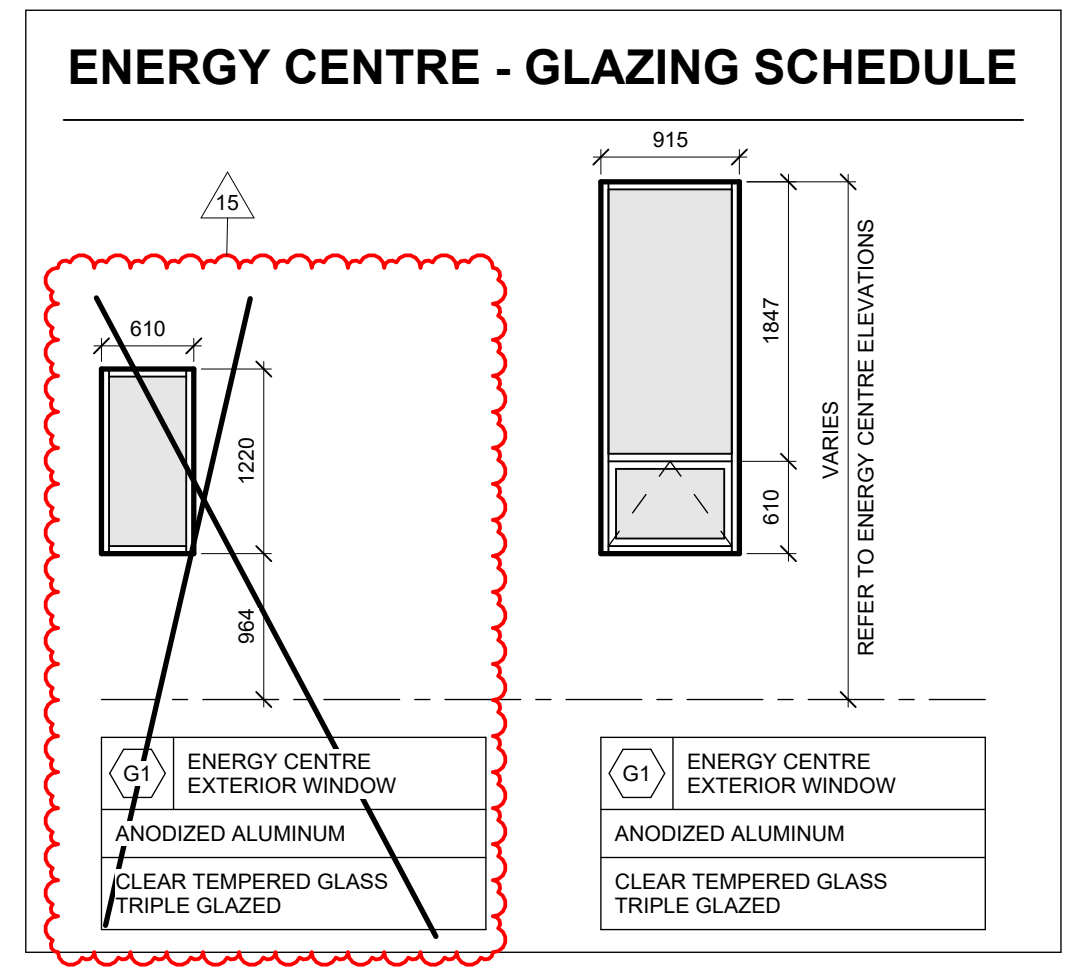 ENERGY CENTRE - GLAZING SCHEDULE
15
610
1220
964
G1
ENERGY CENTRE
EXTERIOR WINDOW
ANODIZED ALUMINUM
CLEAR TEMPERED GLASS
TRIPLE GLAZED
915
1847
610
VARIES
REFER TO ENERGY CENTRE ELEVATIONS
G1
ENERGY CENTRE
EXTERIOR WINDOW
ANODIZED ALUMINUM
CLEAR TEMPERED GLASS
TRIPLE GLAZED